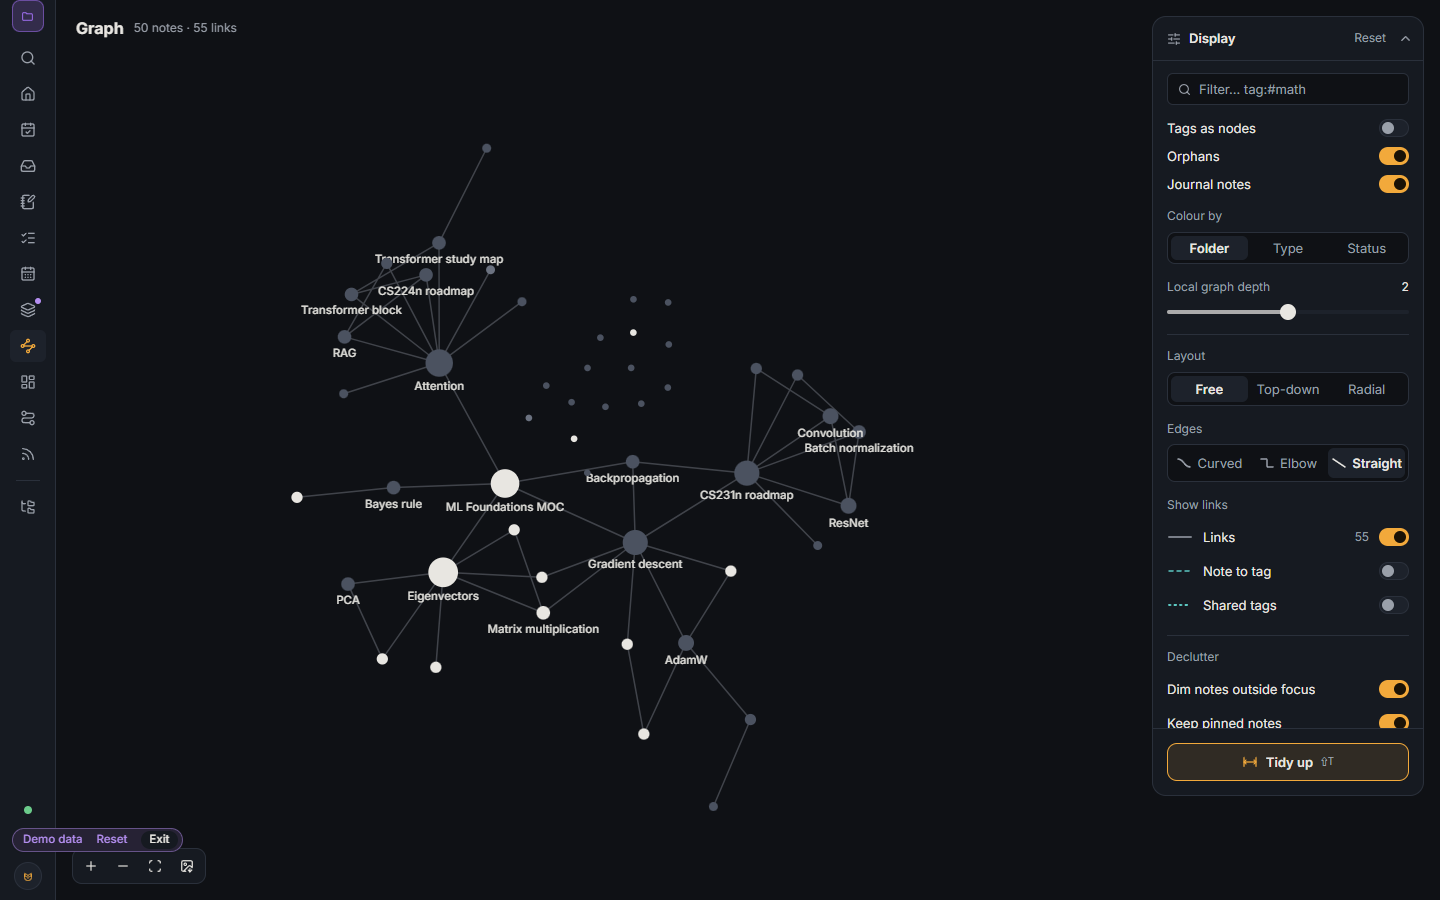 Graph 50 notes · 55 links
Display Reset
Filter... tag:#math
Tags as nodes
Orphans
Journal notes
Colour by
Folder Type Status
Local graph depth 2
Layout
Free Top-down Radial
Edges
Curved Elbow Straight
Show links
Links 55
Note to tag
Shared tags
Declutter
Dim notes outside focus
Keep pinned notes
Tidy up ⇧T
Transformer study map
CS224n roadmap
Transformer block
RAG
Attention
Convolution
Batch normalization
Backpropagation
CS231n roadmap
Bayes rule
ML Foundations MOC
ResNet
Gradient descent
PCA
Eigenvectors
Matrix multiplication
AdamW
Demo data Reset Exit